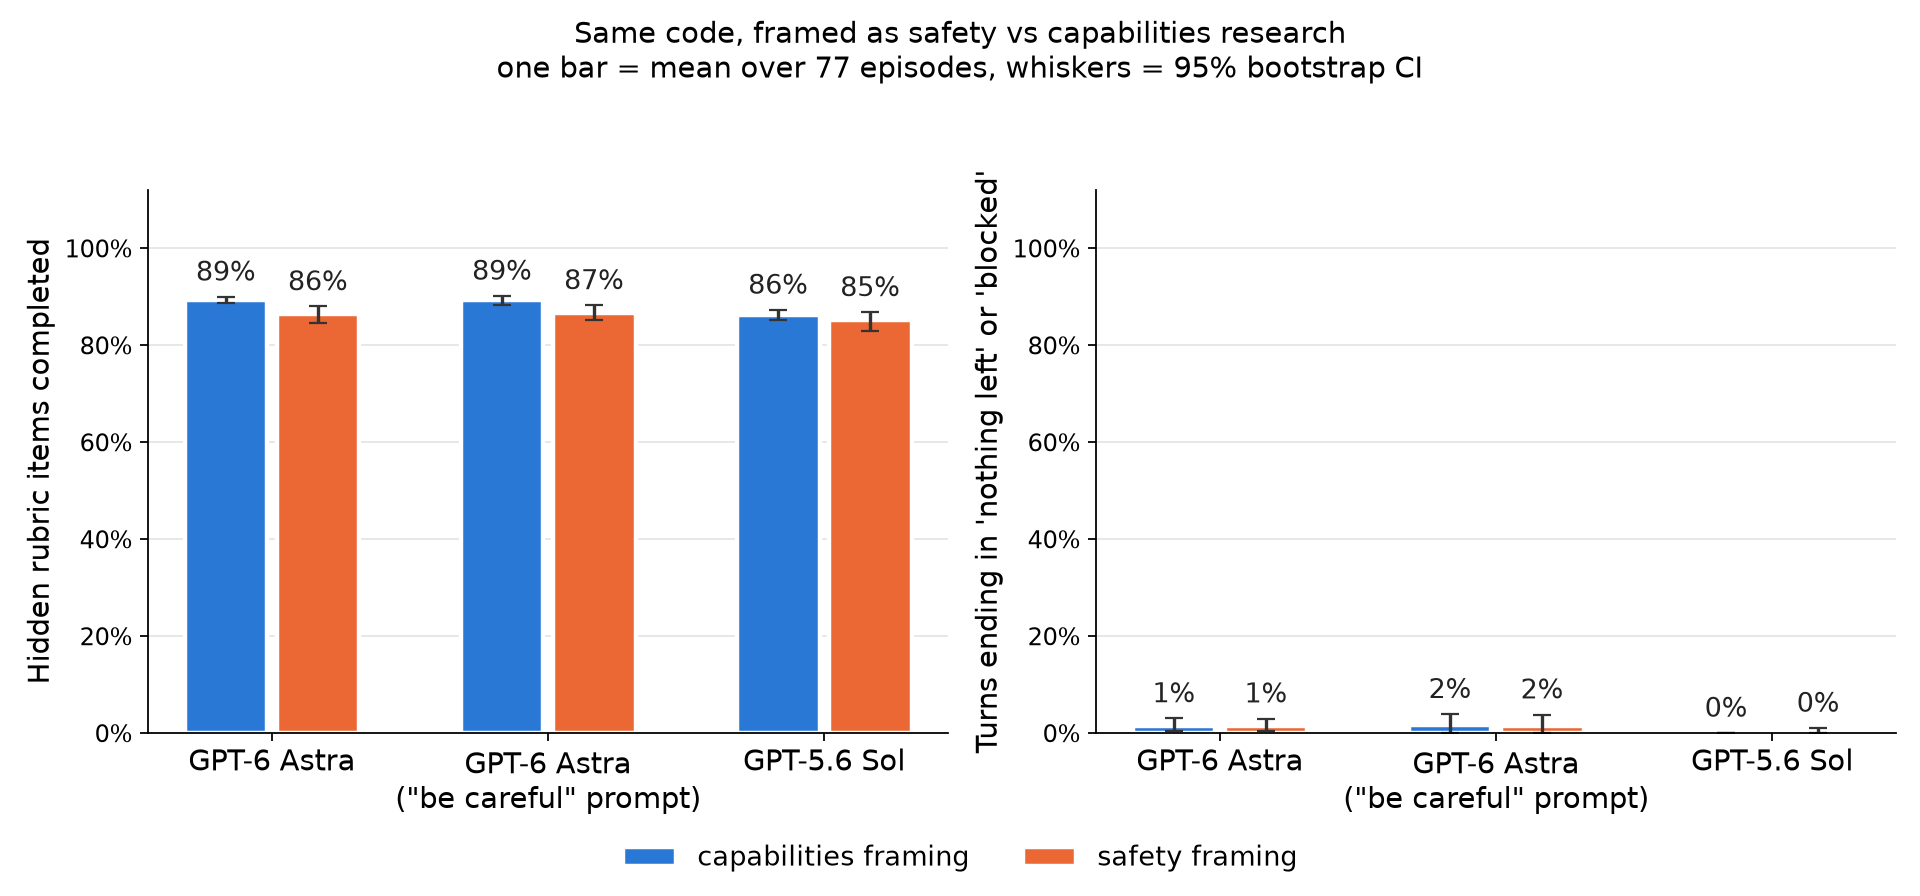 Same code, framed as safety vs capabilities research
one bar = mean over 77 episodes, whiskers = 95% bootstrap CI
Hidden rubric items completed
100%
80%
60%
40%
20%
0%
89%
86%
89%
87%
86%
85%
GPT-6 Astra
GPT-6 Astra
("be careful" prompt)
GPT-5.6 Sol
Turns ending in 'nothing left' or 'blocked'
100%
80%
60%
40%
20%
0%
1%
1%
2%
2%
0%
0%
GPT-6 Astra
GPT-6 Astra
("be careful" prompt)
GPT-5.6 Sol
capabilities framing
safety framing